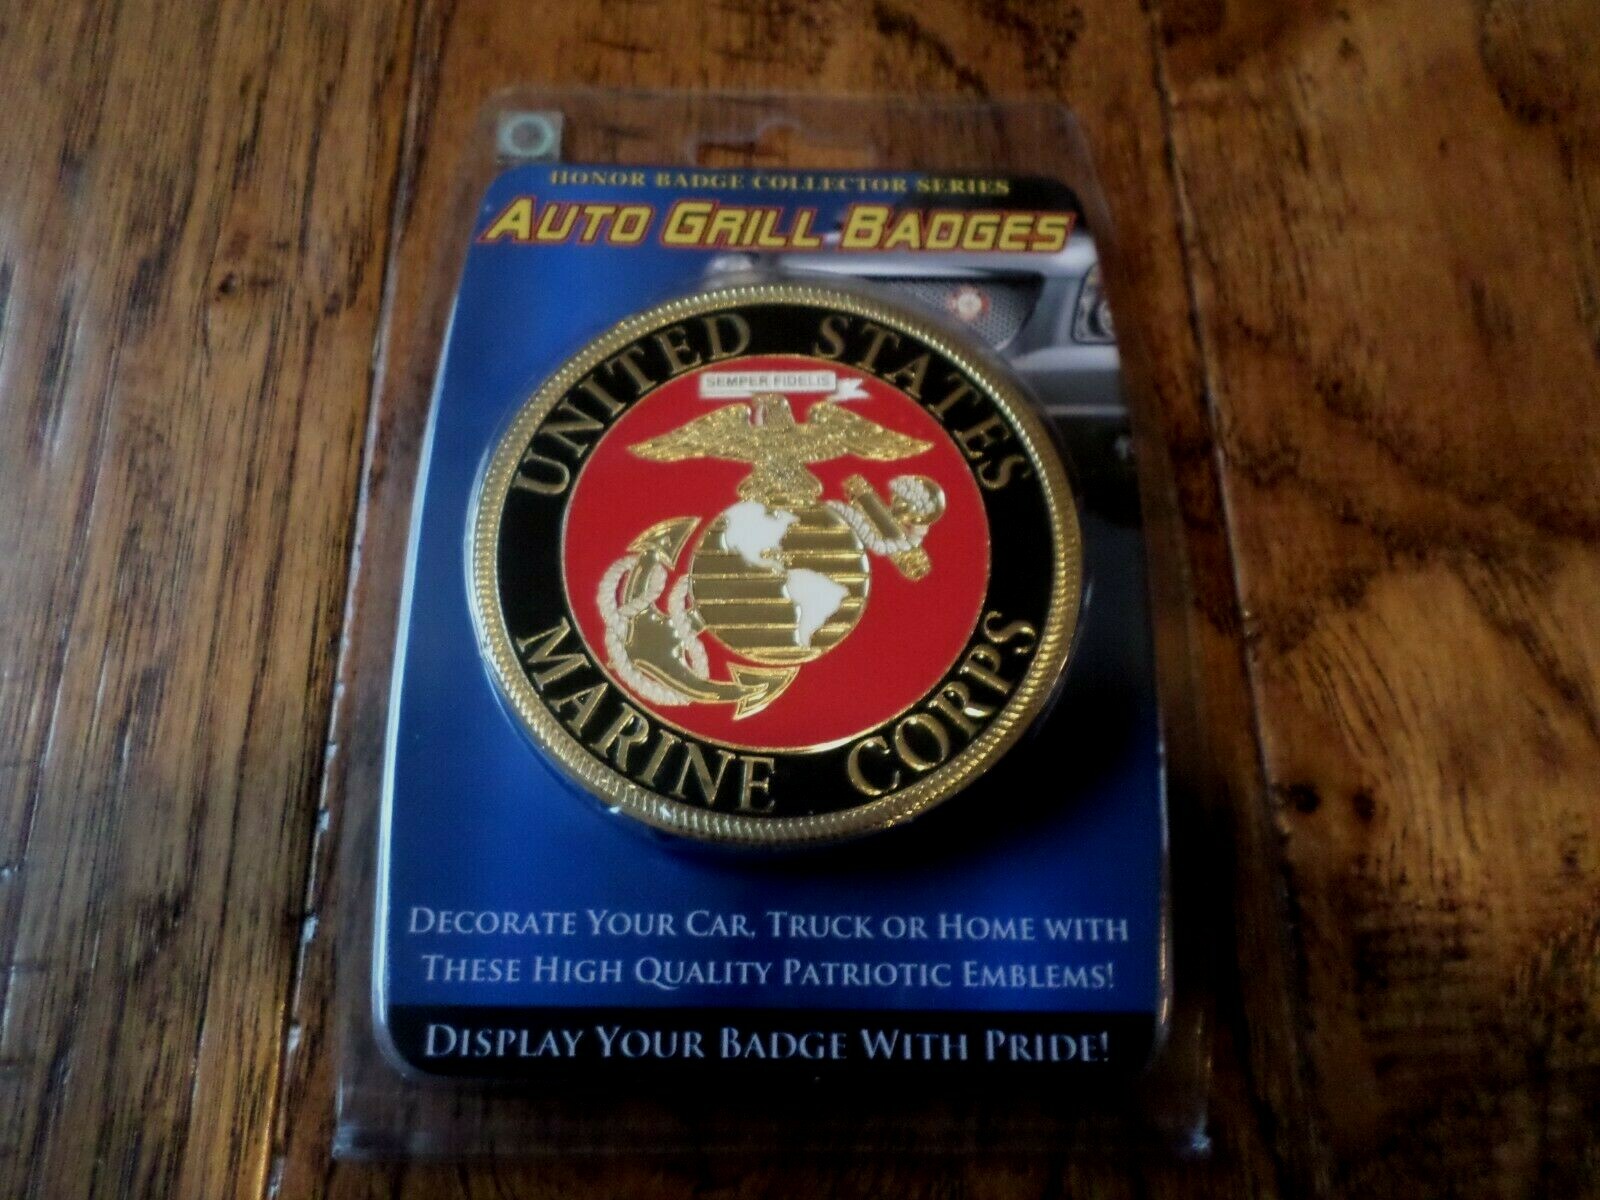 HONOR BADGE COLLECTOR SERIES
AUTO GRILL BADGES
UNITED STATES
SEMPER FIDELIS
MARINE CORPS
DECORATE YOUR CAR, TRUCK OR HOME WITH
THESE HIGH QUALITY PATRIOTIC EMBLEMS!
DISPLAY YOUR BADGE WITH PRIDE!